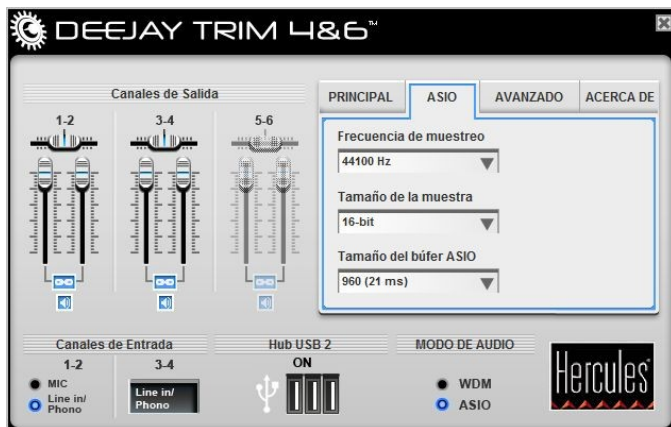 DEEJAY TRIM 4&6™
Canales de Salida
1-2
3-4
5-6
PRINCIPAL
ASIO
AVANZADO
ACERCA DE
Frecuencia de muestreo
44100 Hz
Tamaño de la muestra
16-bit
Tamaño del búfer ASIO
960 (21 ms)
Canales de Entrada
1-2
3-4
MIC
Line in/
Phono
Line in/
Phono
Hub USB 2
ON
MODO DE AUDIO
WDM
ASIO
Hercules